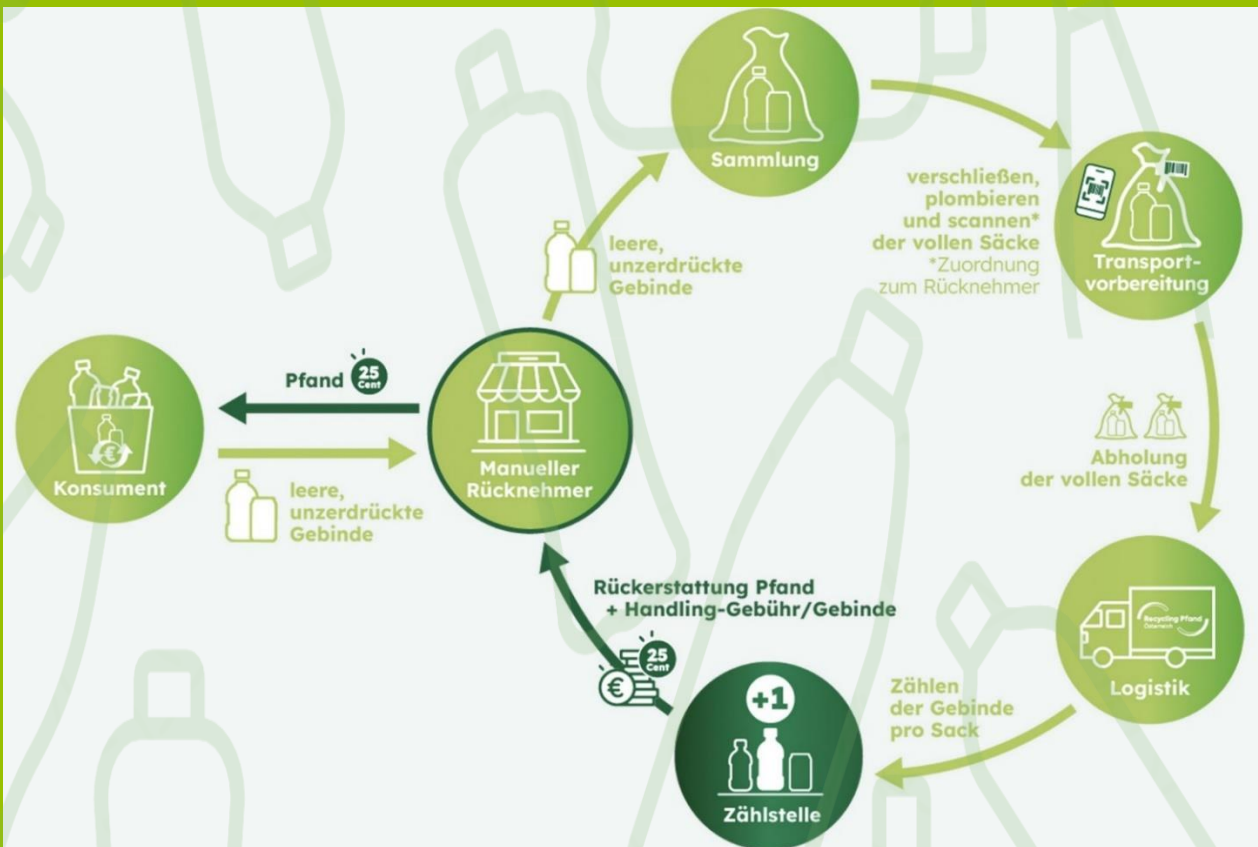 Sammlung
verschließen,
plombieren
und scannen*
der vollen Säcke
*Zuordnung
zum Rücknehmer
Transport-
vorbereitung
leere,
unzerdrückte
Gebinde
Pfand 25
Cent
Konsument
Manueller
Rücknehmer
leere,
unzerdrückte
Gebinde
Abholung
der vollen Säcke
Rückerstattung Pfand
+ Handling-Gebühr/Gebinde
25
Cent
€
Recycling Pfand
Österreich
Logistik
Zählen
der Gebinde
pro Sack
+1
Zählstelle
€